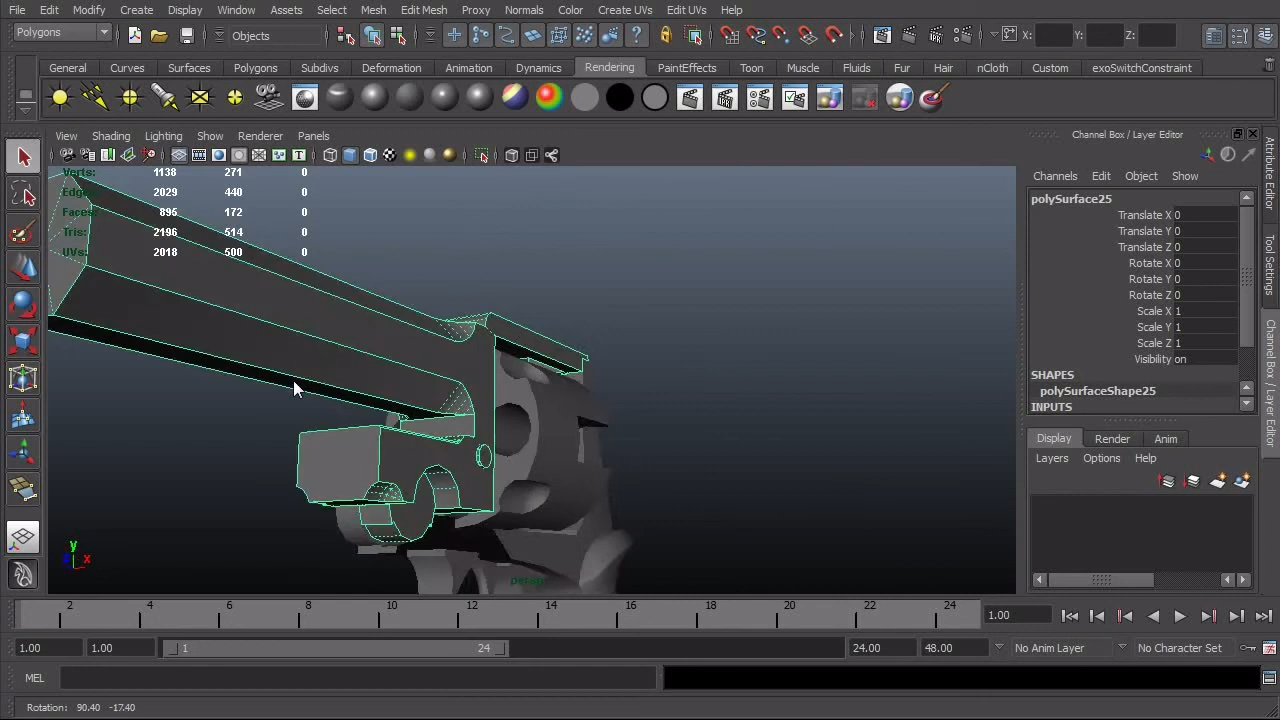 File Edit Modify Create Display Window Assets Select Mesh Edit Mesh Proxy Normals Color Create UVs Edit UVs Help
Polygons Objects X: Y: Z:
General Curves Surfaces Polygons Subdivs Deformation Animation Dynamics Rendering PaintEffects Toon Muscle Fluids Fur Hair nCloth Custom exoSwitchConstraint
View Shading Lighting Show Renderer Panels
Channel Box / Layer Editor
Channels Edit Object Show
Verts: 1138 271 0
Edges: 2029 440 0
Faces: 895 172 0
Tris: 2196 514 0
UVs: 2018 500 0
polySurface25
Translate X 0
Translate Y 0
Translate Z 0
Rotate X 0
Rotate Y 0
Rotate Z 0
Scale X 1
Scale Y 1
Scale Z 1
Visibility on
SHAPES
polySurfaceShape25
INPUTS
Display Render Anim
Layers Options Help
Attribute Editor
Tool Settings
Channel Box / Layer Editor
y
z x
persp
2 4 6 8 10 12 14 16 18 20 22 24 1.00
1.00 1.00 1 24 24.00 48.00 No Anim Layer No Character Set
MEL
Rotation: 90.40 -17.40